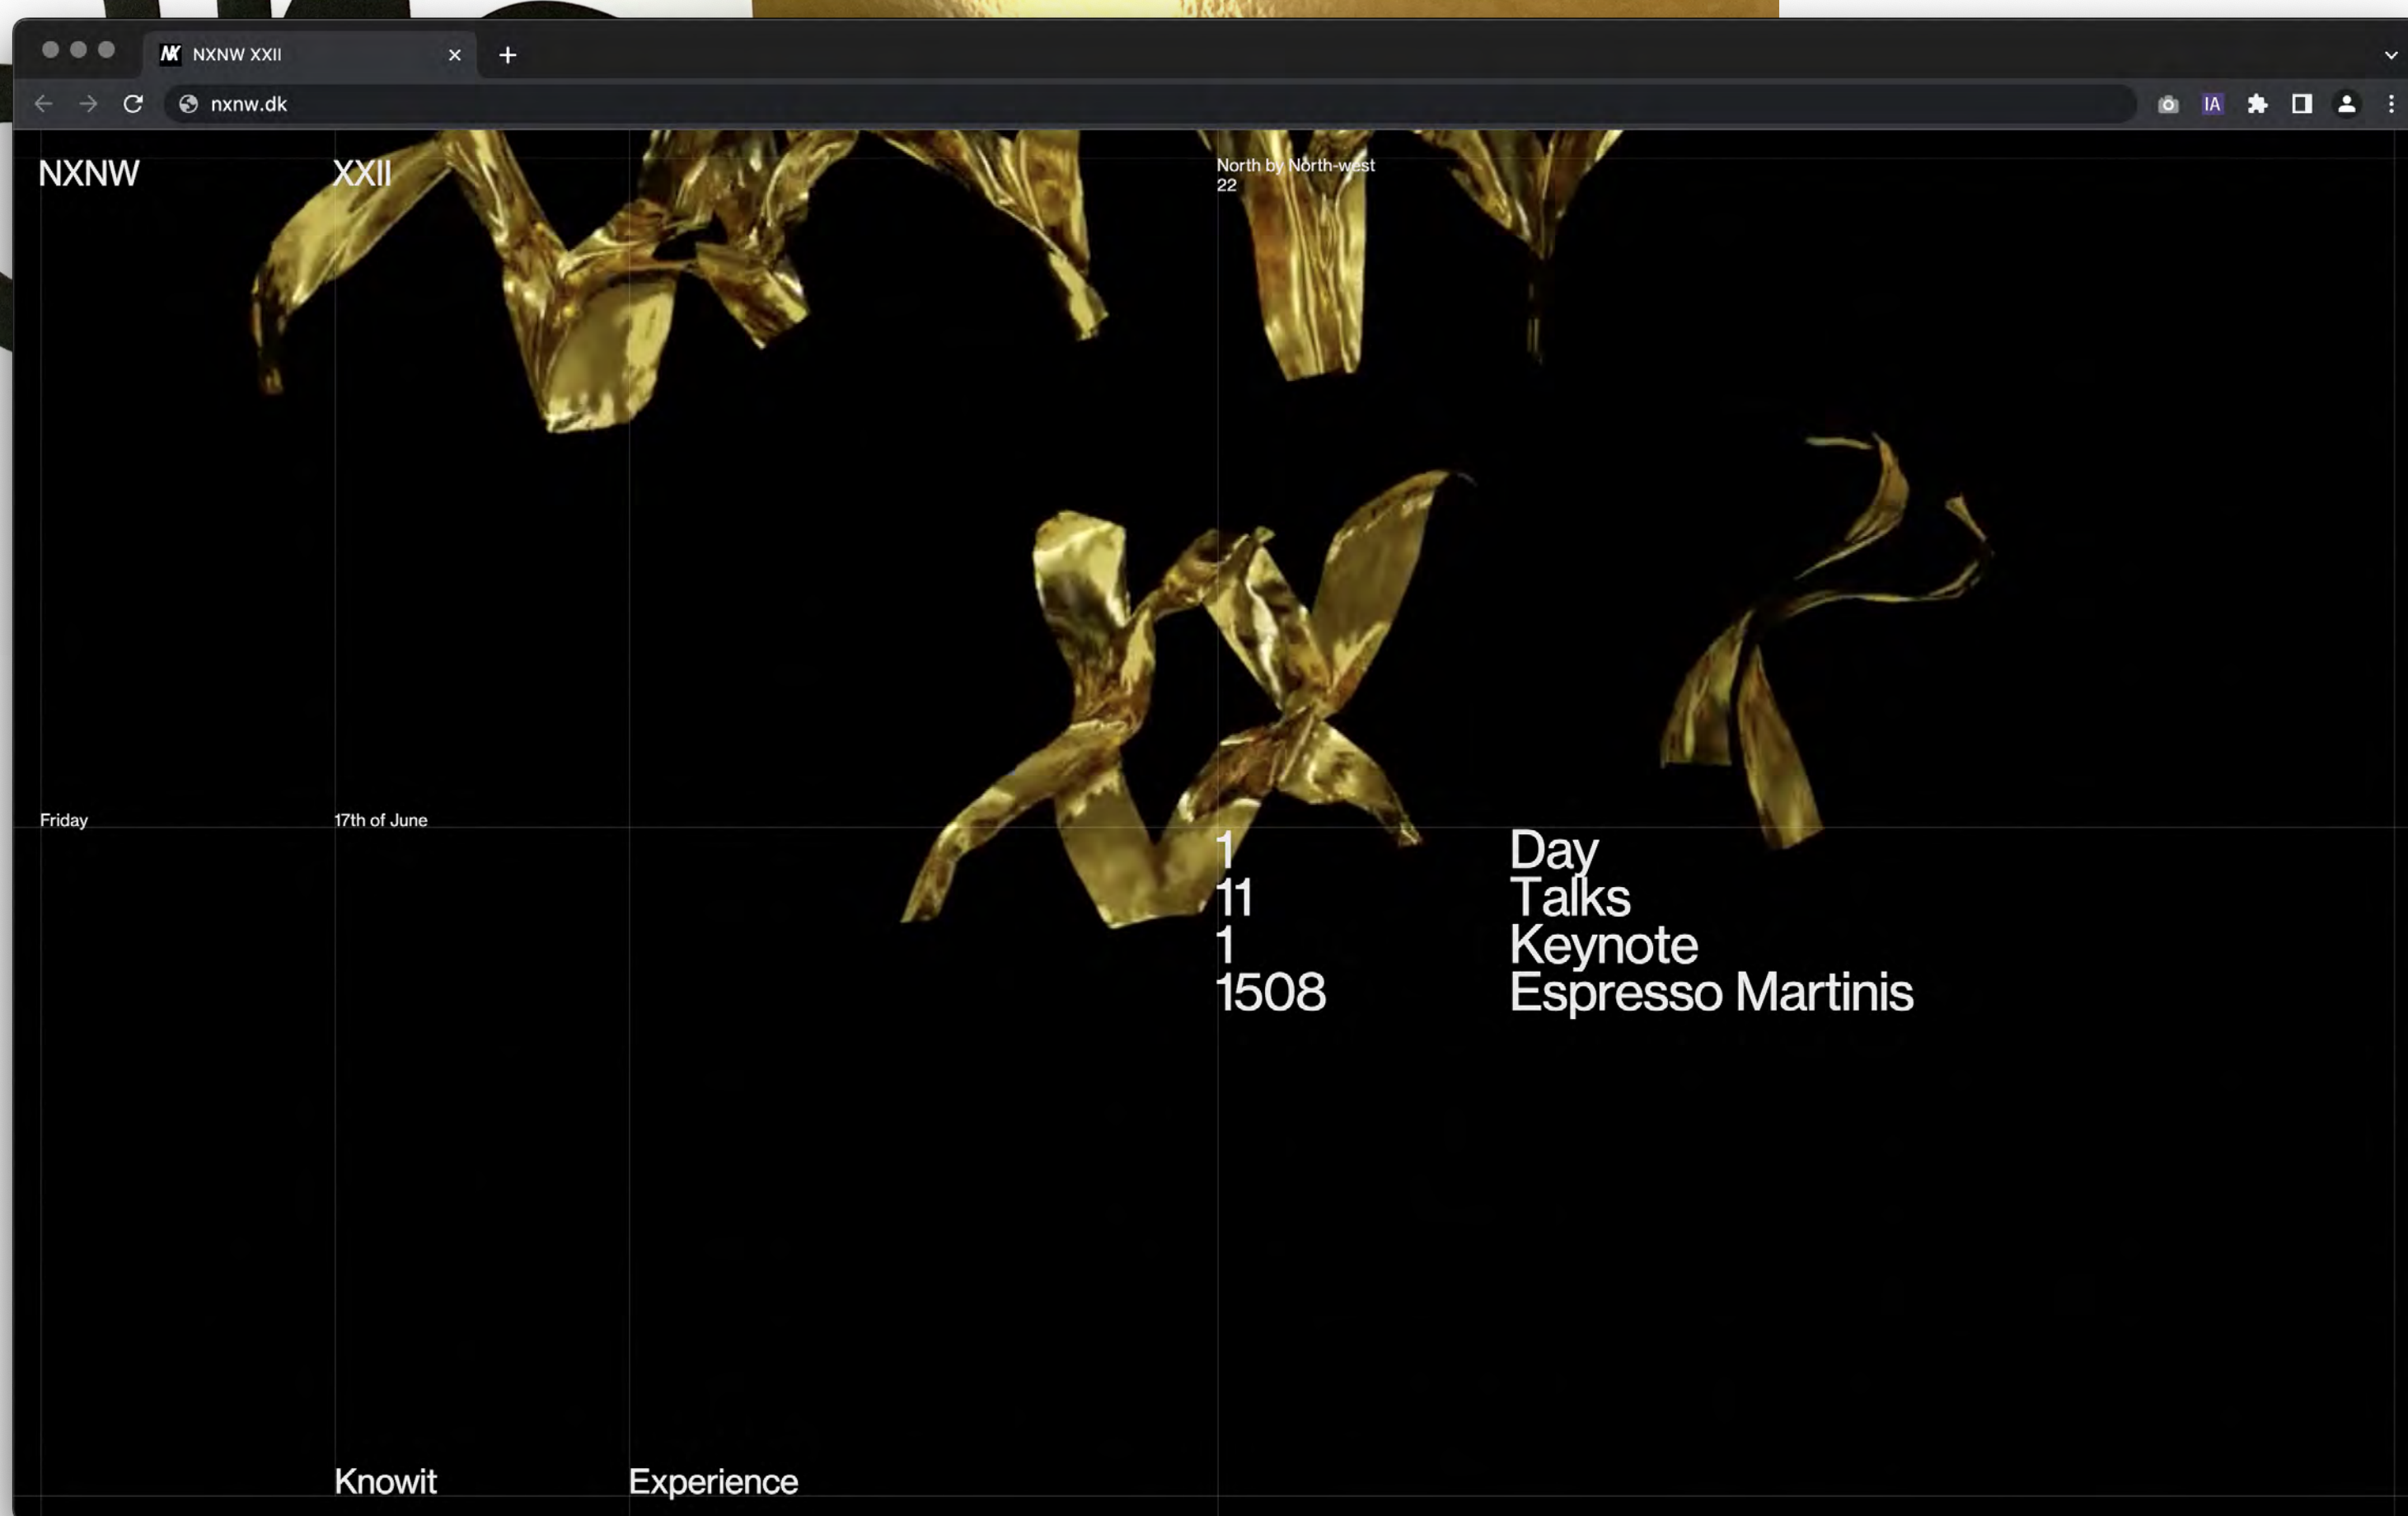 NXNW XXII
nxnw.dk
IA
NXNW
XXII
North by North-west
22
Friday
17th of June
1 Day
11 Talks
1 Keynote
1508 Espresso Martinis
Knowit
Experience